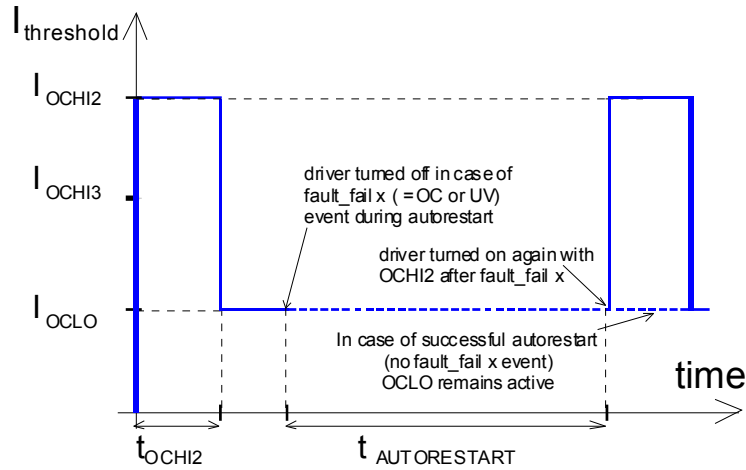 I threshold
I OCHI2
I OCHI3
I OCLO
driver turned off in case of
fault_fail x ( = OC or UV)
event during autorestart
driver turned on again with
OCHI2 after fault_fail x
In case of successful autorestart
(no fault_fail x event)
OCLO remains active
time
t OCHI2
t AUTORESTART